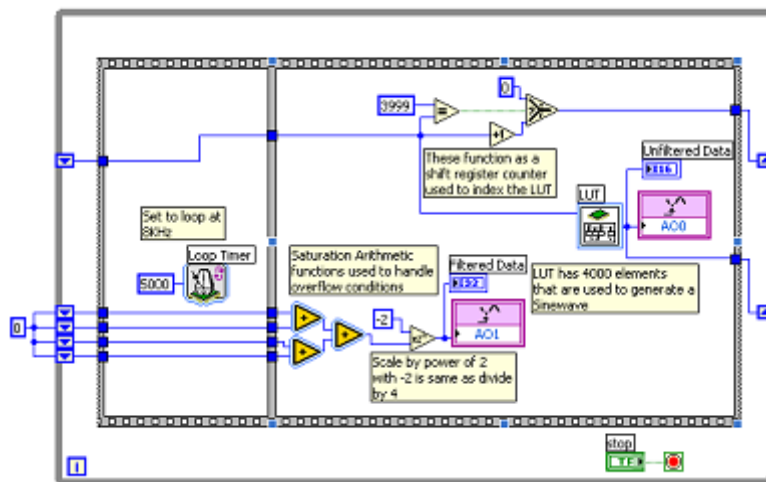 0
3999
=
+1
These function as a
shift register counter
used to index the LUT
Unfiltered Data
I16
LUT
AO0
Set to loop at
8KHz
Loop Timer
5000
Saturation Arithmetic
functions used to handle
overflow conditions
Filtered Data
LUT has 4000 elements
that are used to generate a
Sinewave
0
-2
AO1
Scale by power of 2
with -2 is same as divide
by 4
stop
TF
i